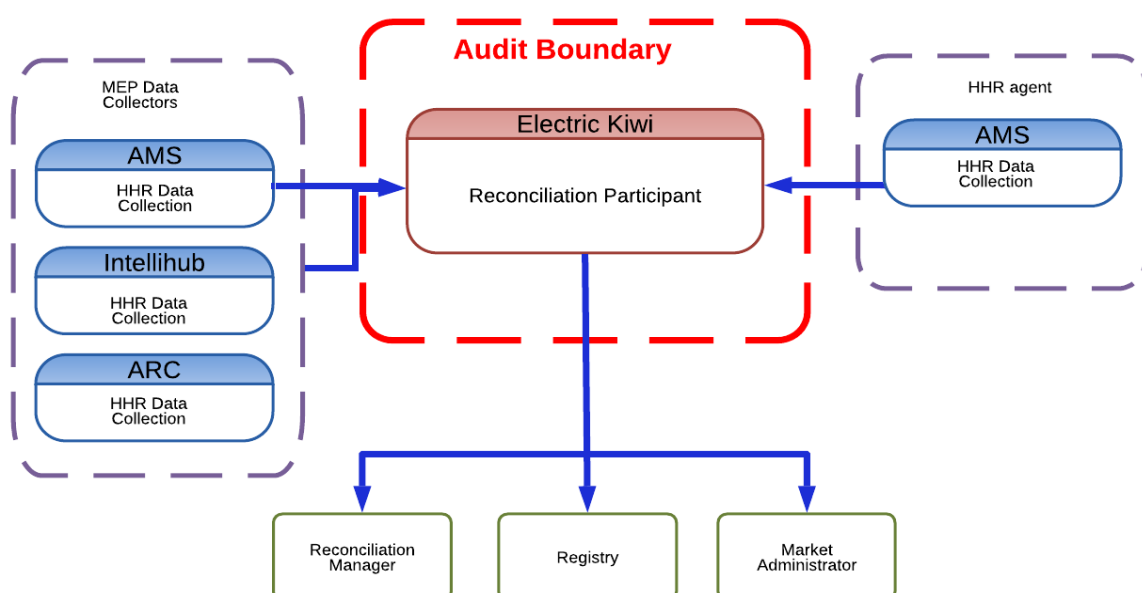 Audit Boundary
MEP Data
Collectors
AMS
HHR Data
Collection
Intellihub
HHR Data
Collection
ARC
HHR Data
Collection
Electric Kiwi
Reconciliation Participant
HHR agent
AMS
HHR Data
Collection
Reconciliation
Manager
Registry
Market
Administrator